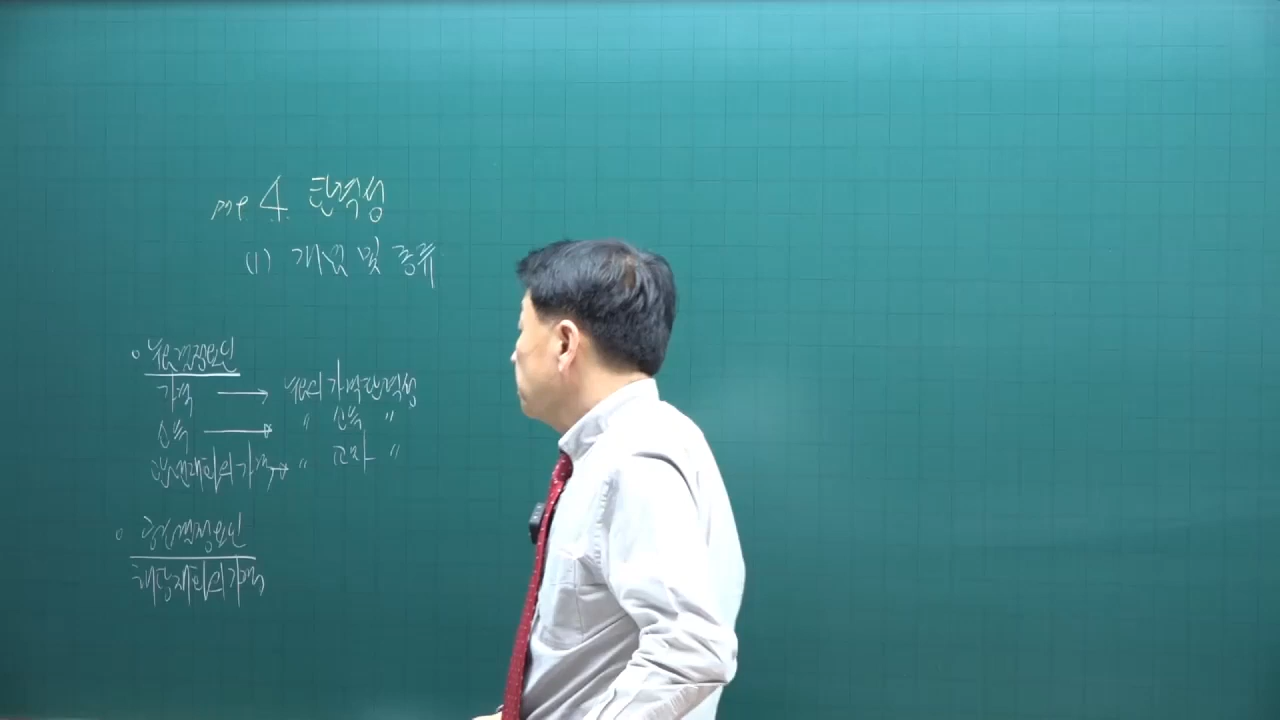 4. 탄력성
(1) 개념 및 종류
◦ 수요결정요인
가격 → 수요의 가격탄력성
소득 → 〃 소득 〃
관련재화의 가격 → 〃 교차 〃
◦ 공급결정요인
해당재화의 가격